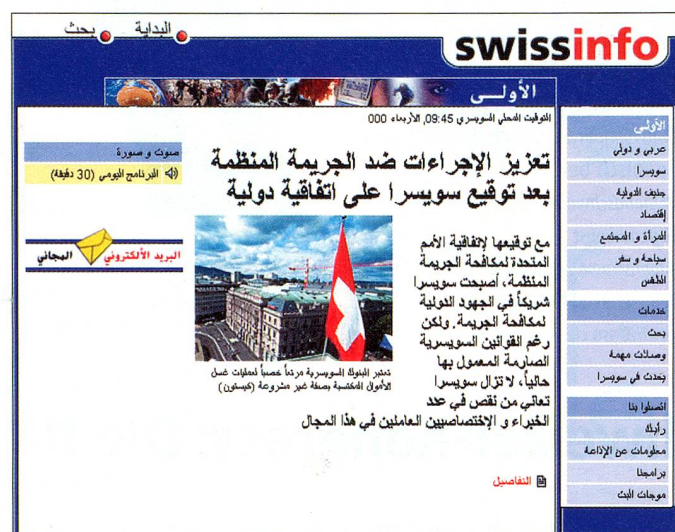 البداية
بحث
swissinfo
الأولى
التوقيت المحلي السويسري 09:45, الأربعاء 000
الأولى
عربي و دولي
سويسرا
جنيف الدولية
إقتصاد
المرأة و المجتمع
سياحة و سفر
الطقس
خدمات
بحث
وصلات مهمة
يحدث في سويسرا
اتصلوا بنا
رأيك
معلومات عن الإذاعة
برامجنا
موجات البث
تعزيز الإجراءات ضد الجريمة المنظمة
بعد توقيع سويسرا على اتفاقية دولية
مع توقيعها لإتفاقية الأمم
المتحدة لمكافحة الجريمة
المنظمة، أصبحت سويسرا
شريكاً في الجهود الدولية
لمكافحة الجريمة. ولكن
رغم القوانين السويسرية
الصارمة المعمول بها
حالياً، لا تزال سويسرا
تعاني من نقص في عدد
الخبراء و الإختصاصيين العاملين في هذا المجال
تعتبر البنوك السويسرية مرتعاً خصباً لعمليات غسل
الأموال المكتسبة بصفة غير مشروعة (كيستون)
التفاصيل
صوت و صورة
البرنامج اليومي (30 دقيقة)
البريد الألكتروني المجاني